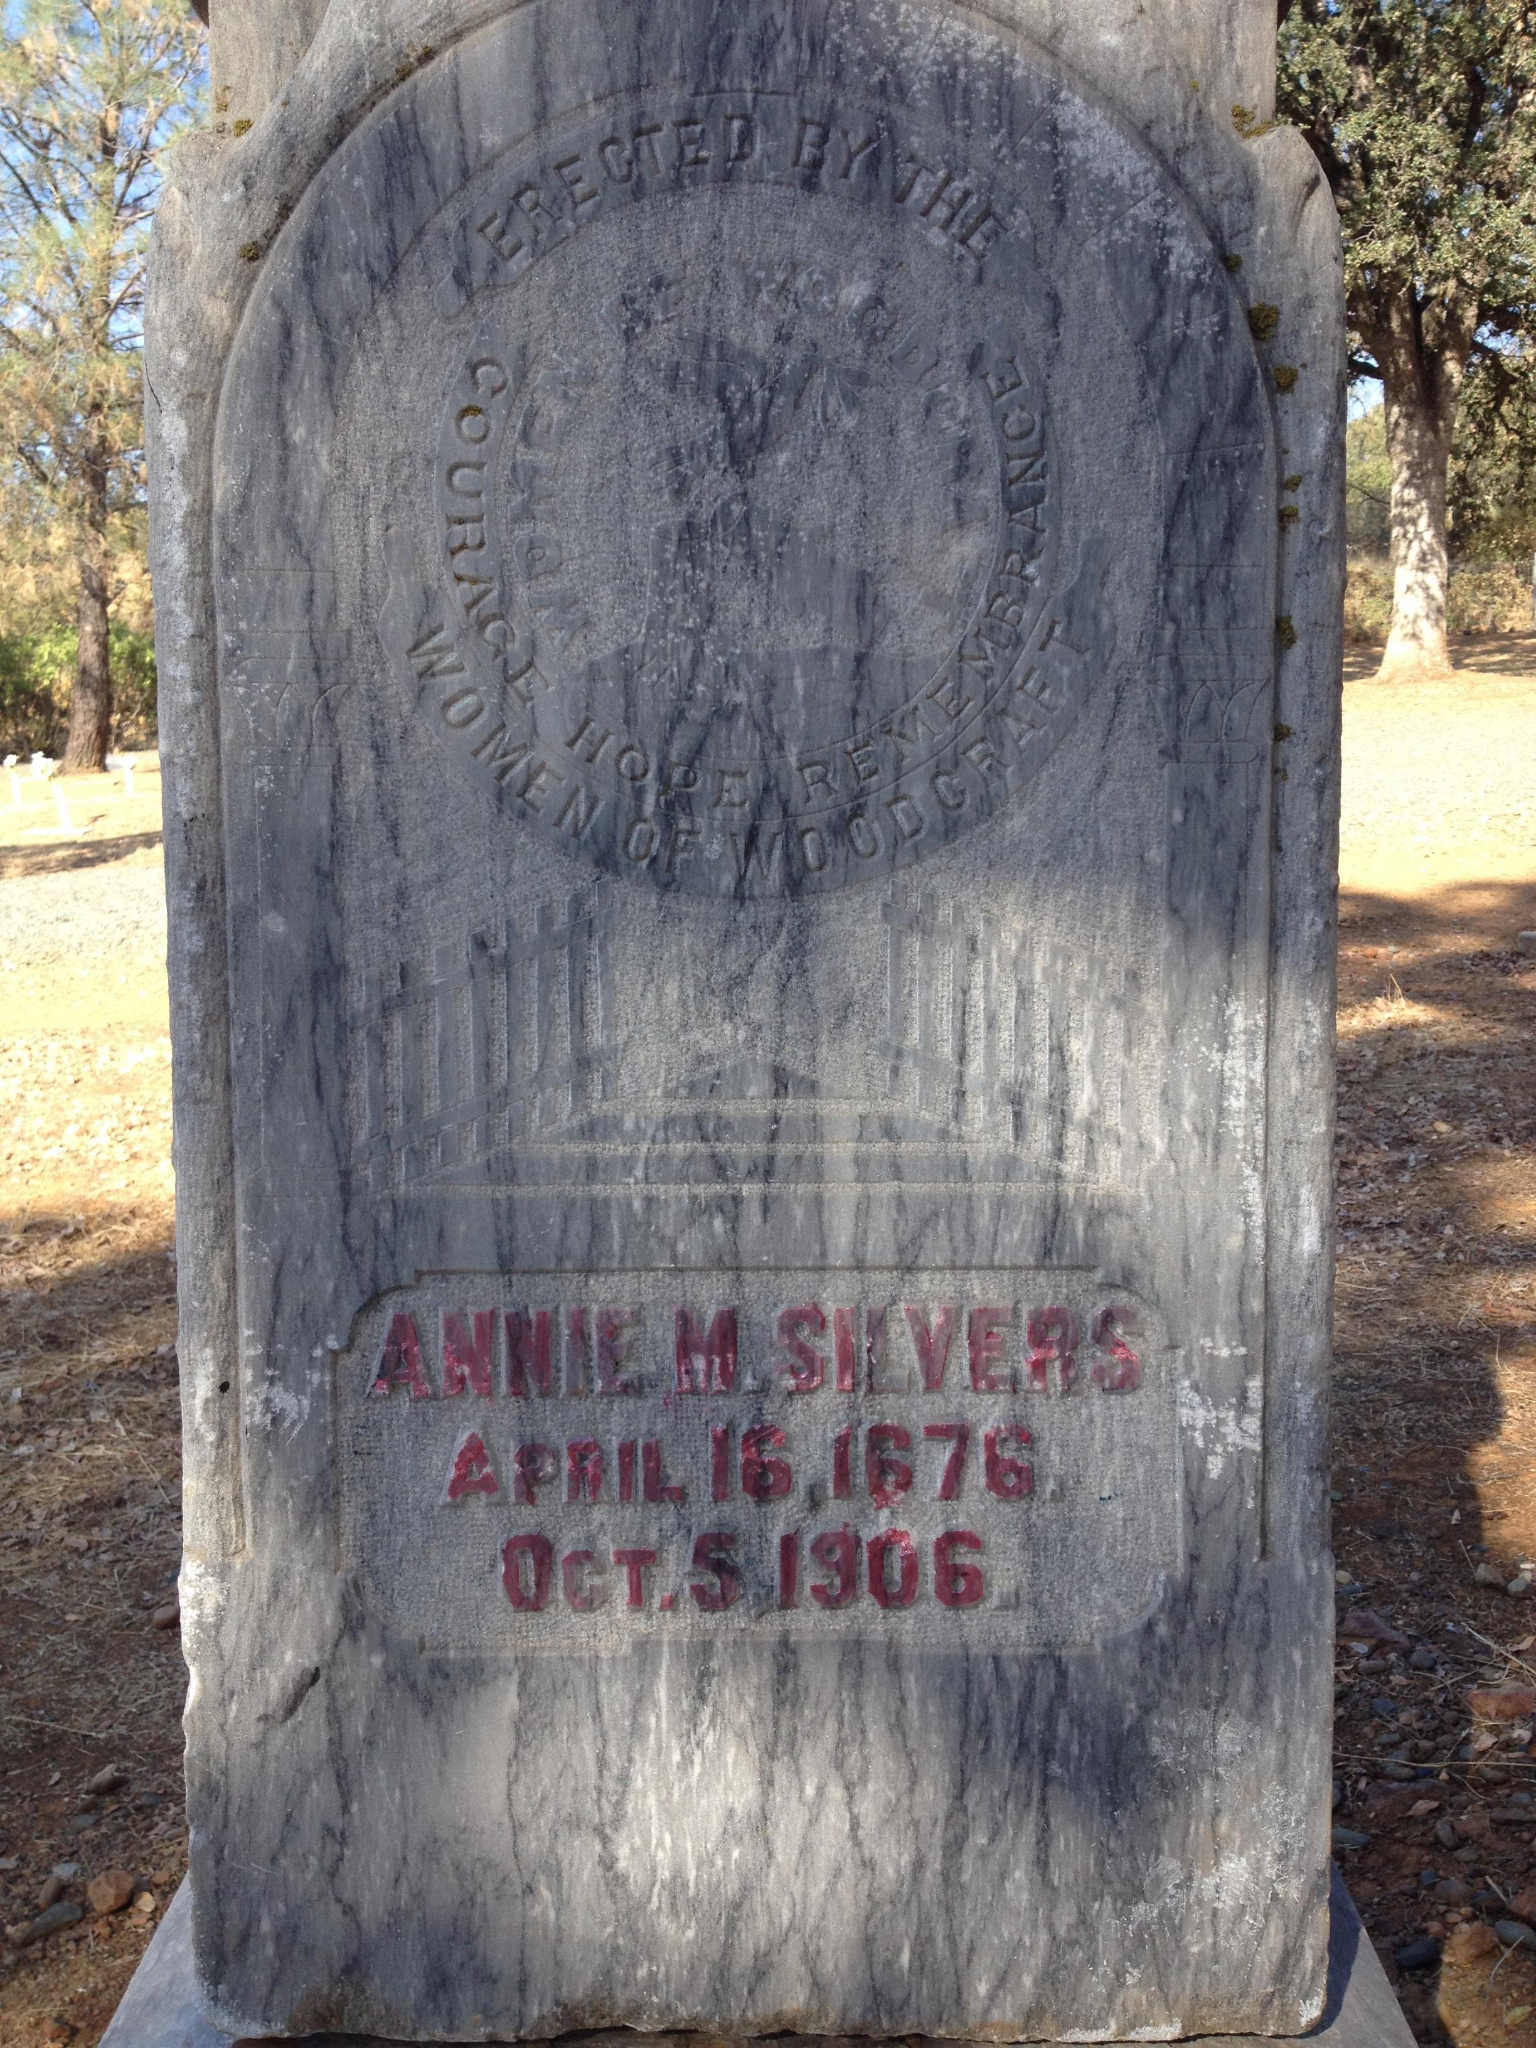 ERECTED BY THE
COURAGE HOPE REMEMBRANCE
WOMEN OF WOODCRAFT
ANNIE M. SILVERS
APRIL 16, 1676.
OCT. 5, 1906.